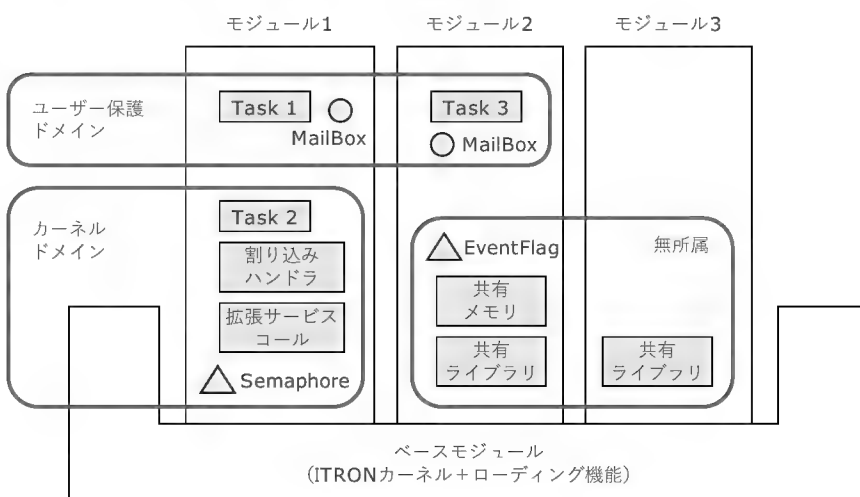 モジュール1
モジュール2
モジュール3
ユーザー保護
ドメイン
Task 1
MailBox
Task 3
MailBox
カーネル
ドメイン
Task 2
割り込み
ハンドラ
拡張サービス
コール
Semaphore
EventFlag
無所属
共有
メモリ
共有
ライブラリ
共有
ライブラリ
ベースモジュール
(ITRONカーネル+ローディング機能)